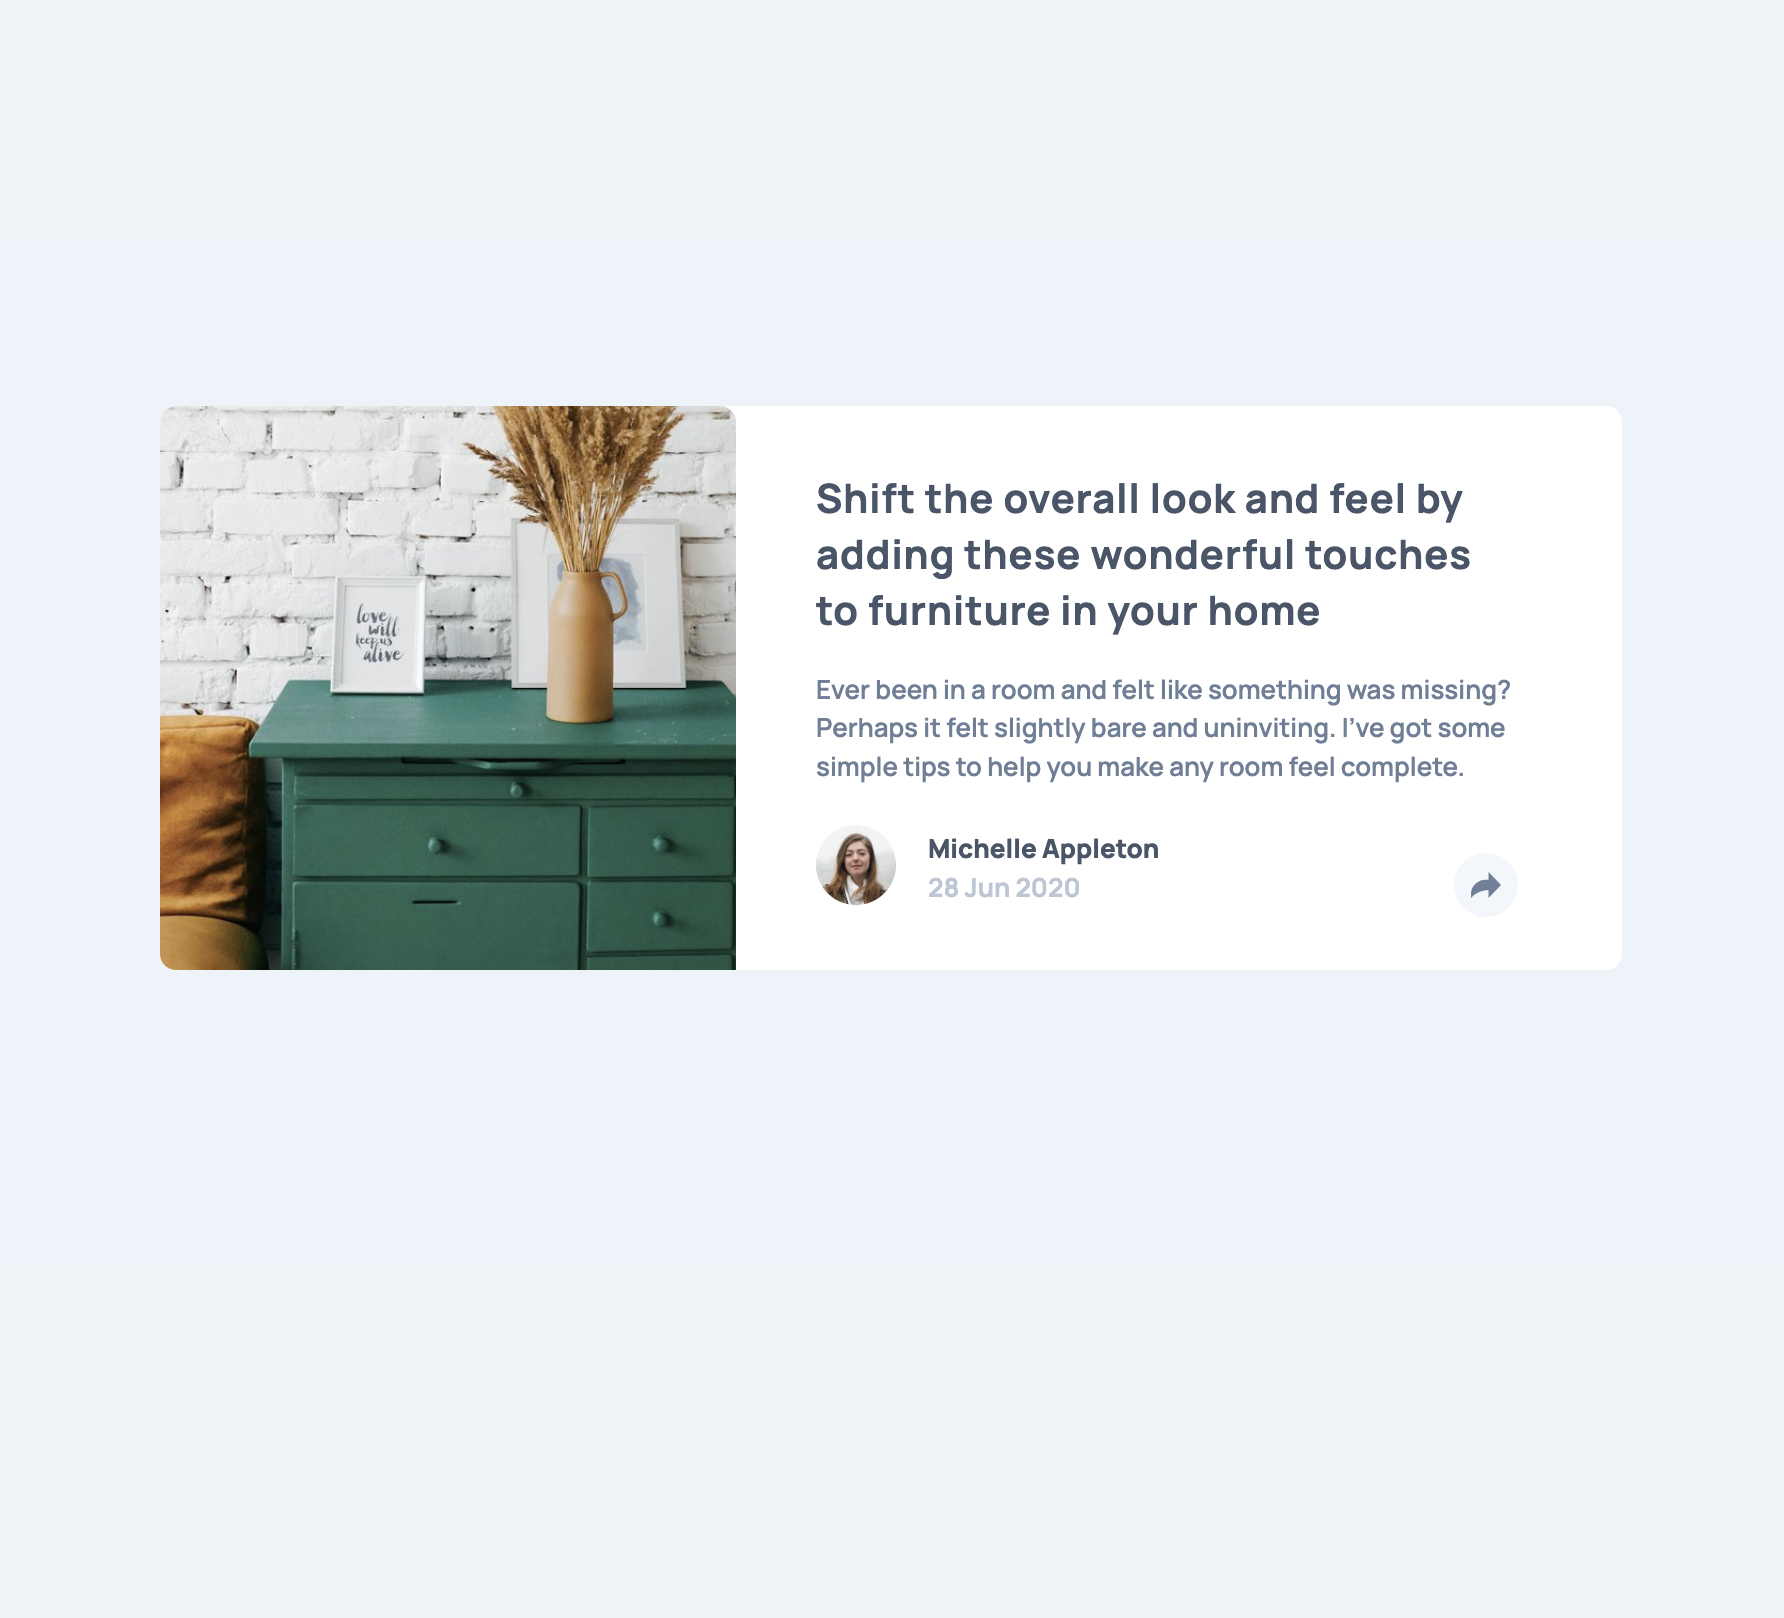 love
will
keep us
alive
Shift the overall look and feel by
adding these wonderful touches
to furniture in your home
Ever been in a room and felt like something was missing?
Perhaps it felt slightly bare and uninviting. I’ve got some
simple tips to help you make any room feel complete.
Michelle Appleton
28 Jun 2020